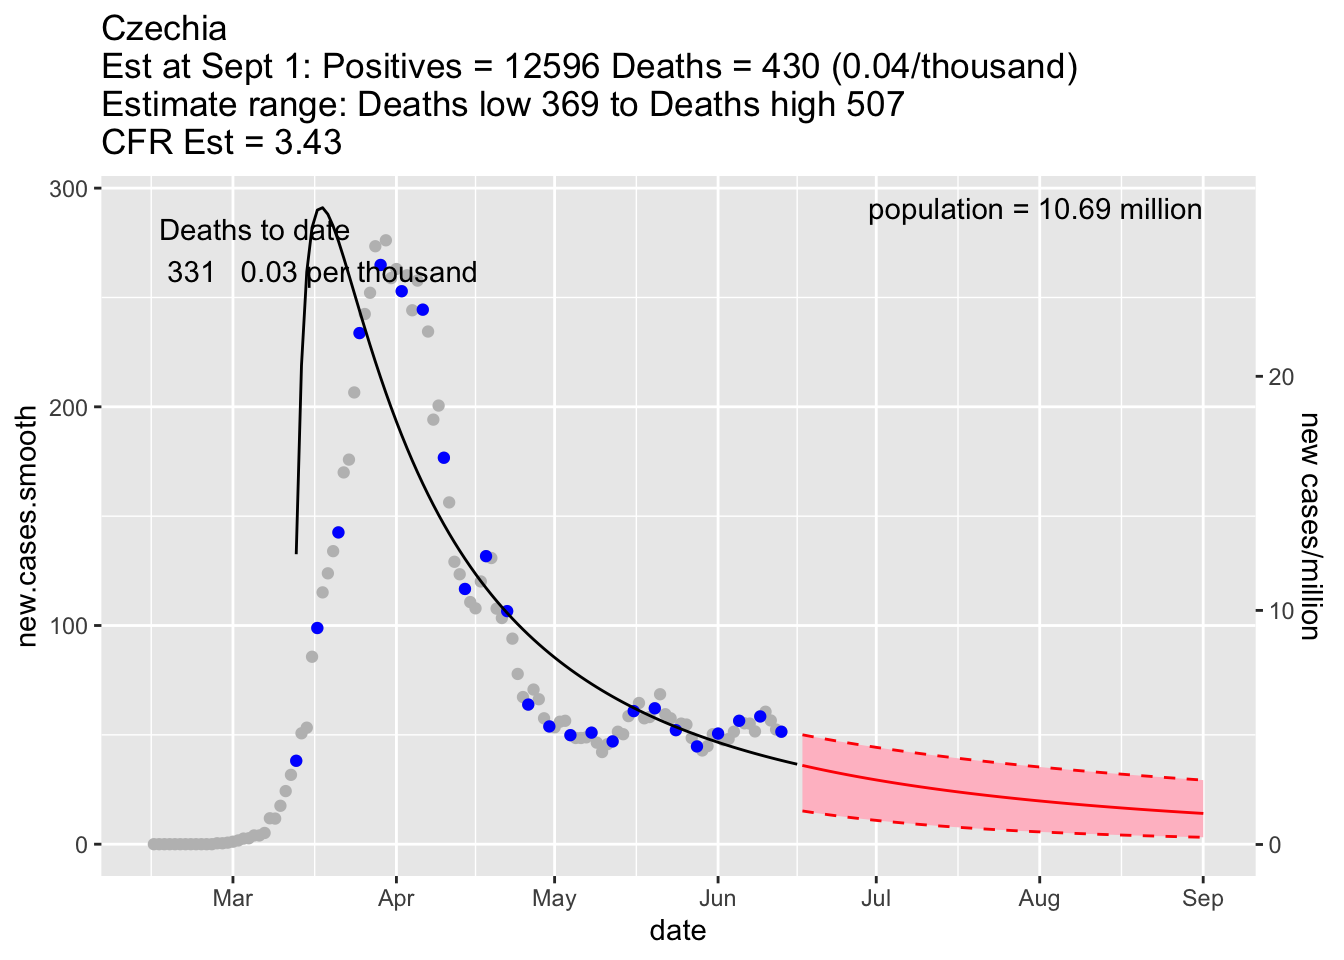 Czechia
Est at Sept 1: Positives = 12596 Deaths = 430 (0.04/thousand)
Estimate range: Deaths low 369 to Deaths high 507
CFR Est = 3.43
300
200
100
0
new.cases.smooth
Deaths to date
331 0.03 per thousand
population = 10.69 million
20
10
0
new cases/million
Mar Apr May Jun Jul Aug Sep
date